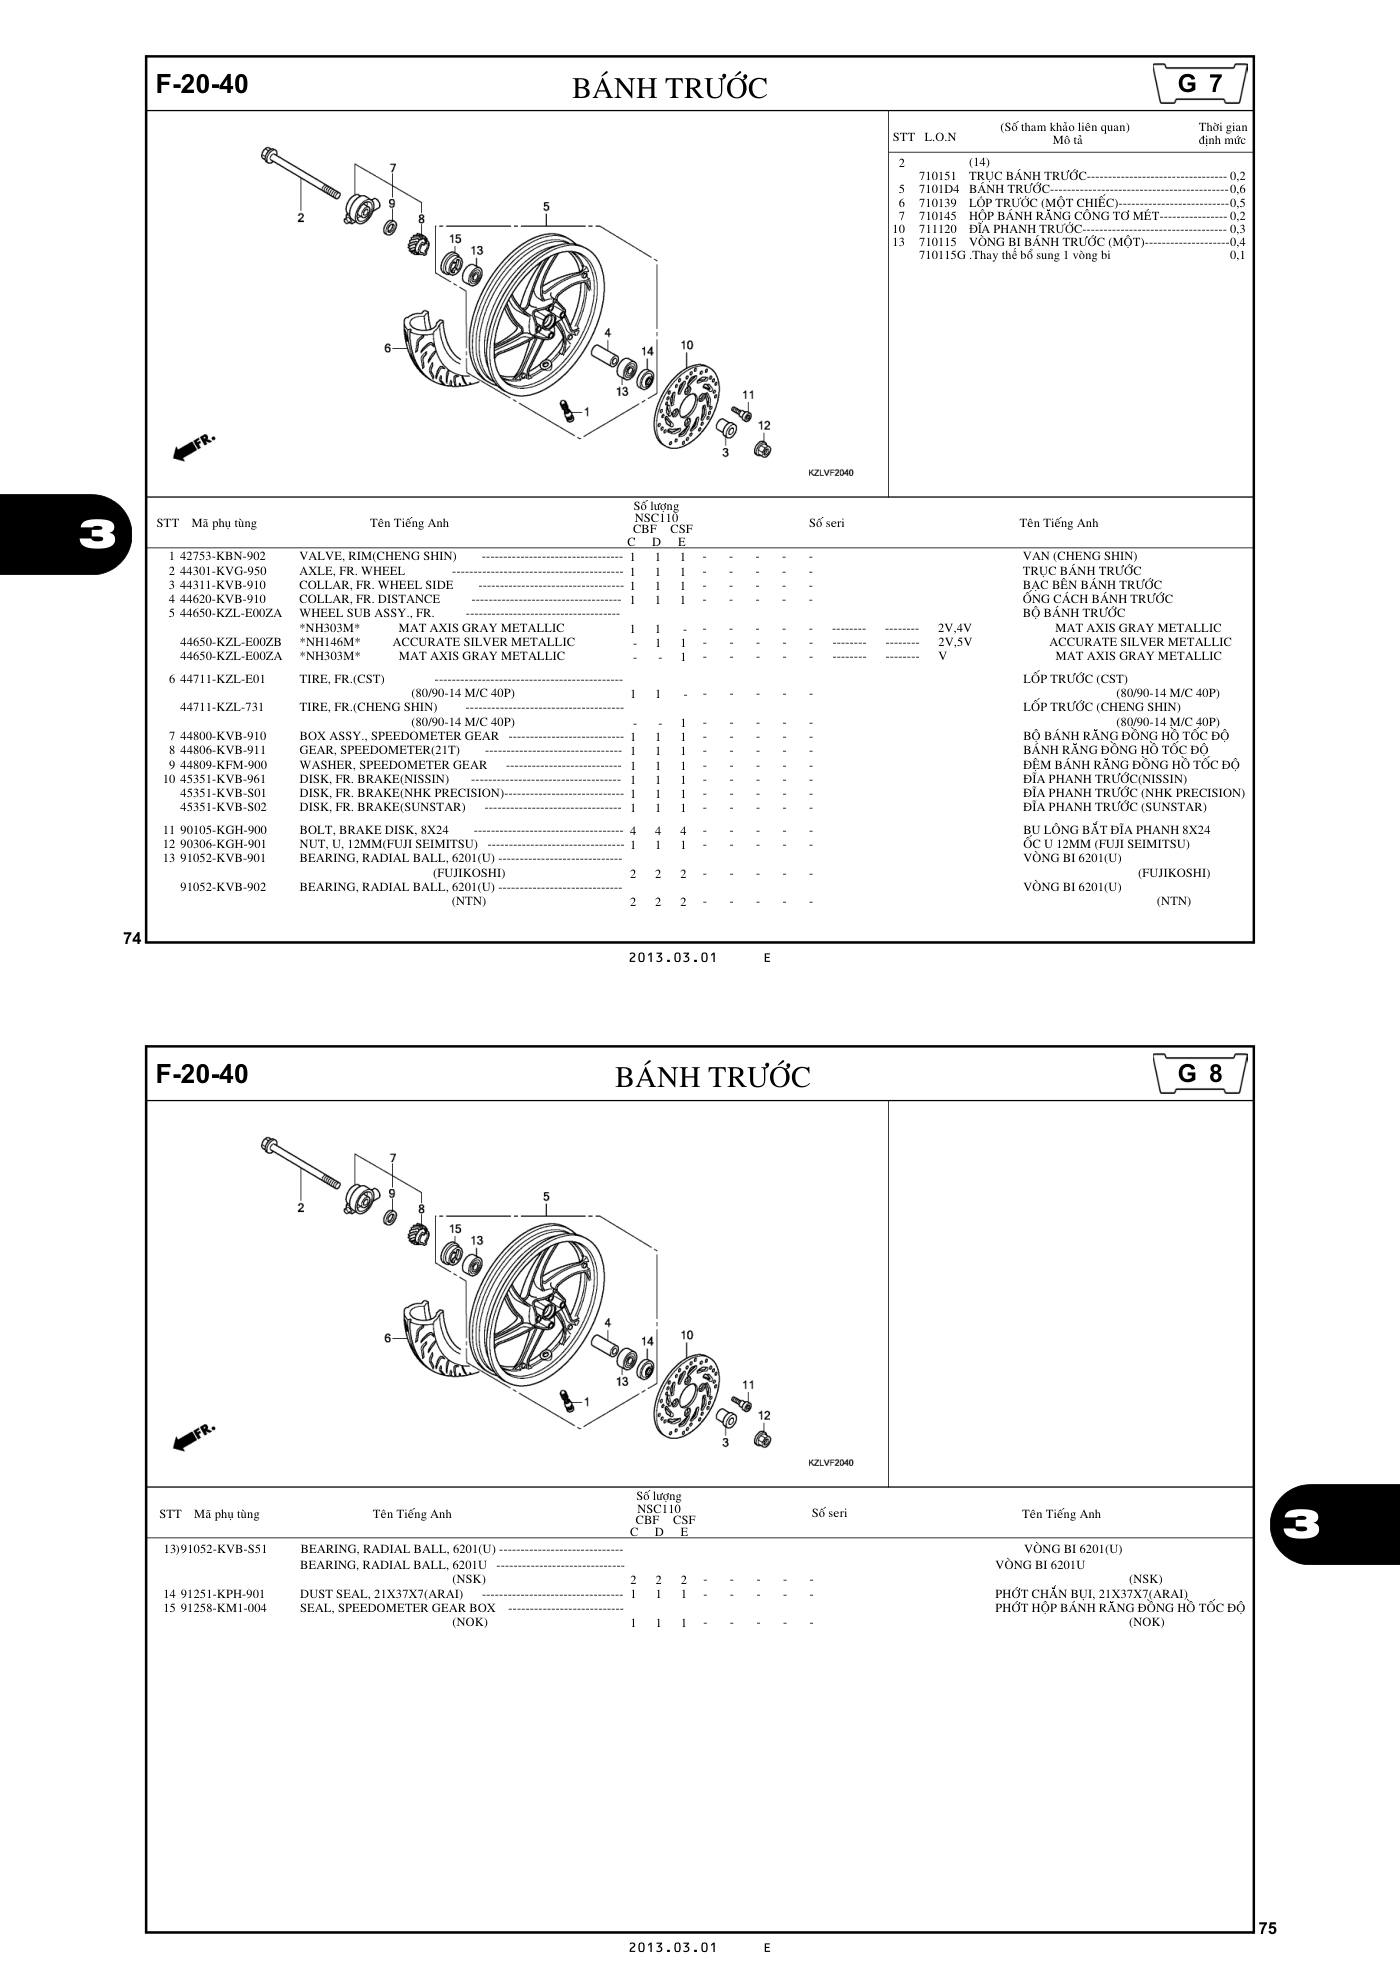 F-20-40 BÁNH TRƯỚC G 7
7
2
9
8
5
15
13
6
4
14
10
13
1
11
12
3
FR.
KZLVF2040
STT L.O.N (Số tham khảo liên quan) Mô tả Thời gian định mức
2 (14)
710151 TRỤC BÁNH TRƯỚC--------------------------------- 0,2
5 7101D4 BÁNH TRƯỚC------------------------------------------0,6
6 710139 LỐP TRƯỚC (MỘT CHIẾC)--------------------------0,5
7 710145 HỘP BÁNH RĂNG CÔNG TƠ MÉT---------------- 0,2
10 711120 ĐĨA PHANH TRƯỚC---------------------------------- 0,3
13 710115 VÒNG BI BÁNH TRƯỚC (MỘT)--------------------0,4
710115G .Thay thế bổ sung 1 vòng bi 0,1
3
STT Mã phụ tùng Tên Tiếng Anh Số lượng Số seri Tên Tiếng Anh
NSC110
CBF CSF
C D E
1 42753-KBN-902 VALVE, RIM(CHENG SHIN) --------------------------------- 1 1 1 - - - - - VAN (CHENG SHIN)
2 44301-KVG-950 AXLE, FR. WHEEL ---------------------------------------- 1 1 1 - - - - - TRỤC BÁNH TRƯỚC
3 44311-KVB-910 COLLAR, FR. WHEEL SIDE ---------------------------------- 1 1 1 - - - - - BẠC BÊN BÁNH TRƯỚC
4 44620-KVB-910 COLLAR, FR. DISTANCE ----------------------------------- 1 1 1 - - - - - ỐNG CÁCH BÁNH TRƯỚC
5 44650-KZL-E00ZA WHEEL SUB ASSY., FR. ------------------------------------ BỘ BÁNH TRƯỚC
*NH303M* MAT AXIS GRAY METALLIC 1 1 - - - - - - -------- -------- 2V,4V MAT AXIS GRAY METALLIC
44650-KZL-E00ZB *NH146M* ACCURATE SILVER METALLIC - 1 1 - - - - - -------- -------- 2V,5V ACCURATE SILVER METALLIC
44650-KZL-E00ZA *NH303M* MAT AXIS GRAY METALLIC - - 1 - - - - - -------- -------- V MAT AXIS GRAY METALLIC
6 44711-KZL-E01 TIRE, FR.(CST) -------------------------------------------- LỐP TRƯỚC (CST)
(80/90-14 M/C 40P) 1 1 - - - - - - (80/90-14 M/C 40P)
44711-KZL-731 TIRE, FR.(CHENG SHIN) ------------------------------------- LỐP TRƯỚC (CHENG SHIN)
(80/90-14 M/C 40P) - - 1 - - - - - (80/90-14 M/C 40P)
7 44800-KVB-910 BOX ASSY., SPEEDOMETER GEAR --------------------------- 1 1 1 - - - - - BỘ BÁNH RĂNG ĐỒNG HỒ TỐC ĐỘ
8 44806-KVB-911 GEAR, SPEEDOMETER(21T) -------------------------------- 1 1 1 - - - - - BÁNH RĂNG ĐỒNG HỒ TỐC ĐỘ
9 44809-KFM-900 WASHER, SPEEDOMETER GEAR --------------------------- 1 1 1 - - - - - ĐỆM BÁNH RĂNG ĐỒNG HỒ TỐC ĐỘ
10 45351-KVB-961 DISK, FR. BRAKE(NISSIN) ----------------------------------- 1 1 1 - - - - - ĐĨA PHANH TRƯỚC(NISSIN)
45351-KVB-S01 DISK, FR. BRAKE(NHK PRECISION)---------------------------- 1 1 1 - - - - - ĐĨA PHANH TRƯỚC (NHK PRECISION)
45351-KVB-S02 DISK, FR. BRAKE(SUNSTAR) -------------------------------- 1 1 1 - - - - - ĐĨA PHANH TRƯỚC (SUNSTAR)
11 90105-KGH-900 BOLT, BRAKE DISK, 8X24 ----------------------------------- 4 4 4 - - - - - BU LÔNG BẮT ĐĨA PHANH 8X24
12 90306-KGH-901 NUT, U, 12MM(FUJI SEIMITSU) -------------------------------- 1 1 1 - - - - - ỐC U 12MM (FUJI SEIMITSU)
13 91052-KVB-901 BEARING, RADIAL BALL, 6201(U) ----------------------------- VÒNG BI 6201(U)
(FUJIKOSHI) 2 2 2 - - - - - (FUJIKOSHI)
91052-KVB-902 BEARING, RADIAL BALL, 6201(U) ----------------------------- VÒNG BI 6201(U)
(NTN) 2 2 2 - - - - - (NTN)
74
2013.03.01 E
F-20-40 BÁNH TRƯỚC G 8
7
2
9
8
5
15
13
6
4
14
10
13
1
11
12
3
FR.
KZLVF2040
3
STT Mã phụ tùng Tên Tiếng Anh Số lượng Số seri Tên Tiếng Anh
NSC110
CBF CSF
C D E
13)91052-KVB-S51 BEARING, RADIAL BALL, 6201(U) ----------------------------- VÒNG BI 6201(U)
BEARING, RADIAL BALL, 6201U ------------------------------ VÒNG BI 6201U
(NSK) 2 2 2 - - - - - (NSK)
14 91251-KPH-901 DUST SEAL, 21X37X7(ARAI) --------------------------------- 1 1 1 - - - - - PHỚT CHẮN BỤI, 21X37X7(ARAI)
15 91258-KM1-004 SEAL, SPEEDOMETER GEAR BOX --------------------------- PHỚT HỘP BÁNH RĂNG ĐỒNG HỒ TỐC ĐỘ
(NOK) 1 1 1 - - - - - (NOK)
75
2013.03.01 E